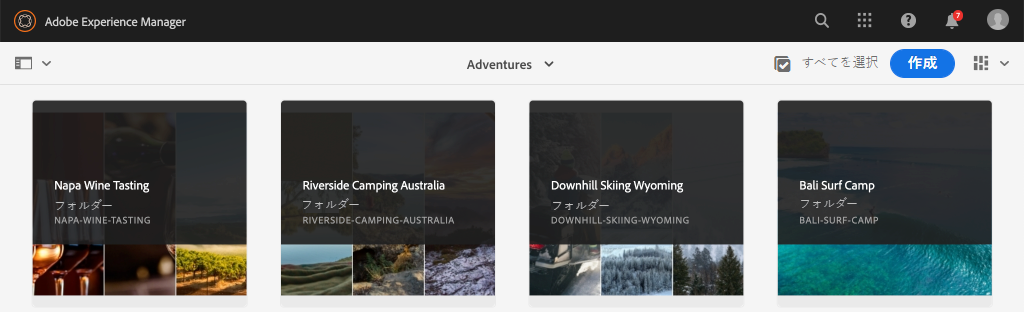 Adobe Experience Manager
7
Adventures
すべてを選択
作成
Napa Wine Tasting
フォルダー
NAPA-WINE-TASTING
Riverside Camping Australia
フォルダー
RIVERSIDE-CAMPING-AUSTRALIA
Downhill Skiing Wyoming
フォルダー
DOWNHILL-SKIING-WYOMING
Bali Surf Camp
フォルダー
BALI-SURF-CAMP